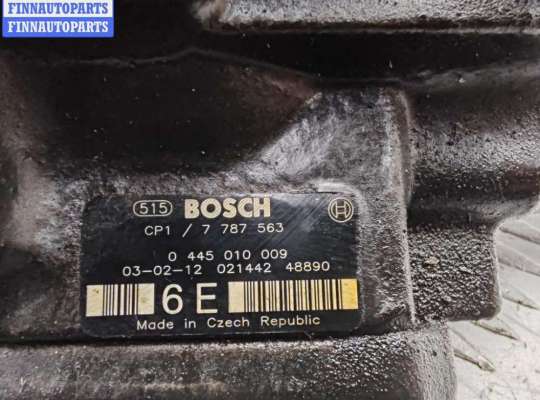 FINNAUTOPARTS
FINNAUTOPARTS
515 BOSCH
CP1 / 7 787 563
0 445 010 009
03-02-12 021442 48890
6E
Made in Czech Republic